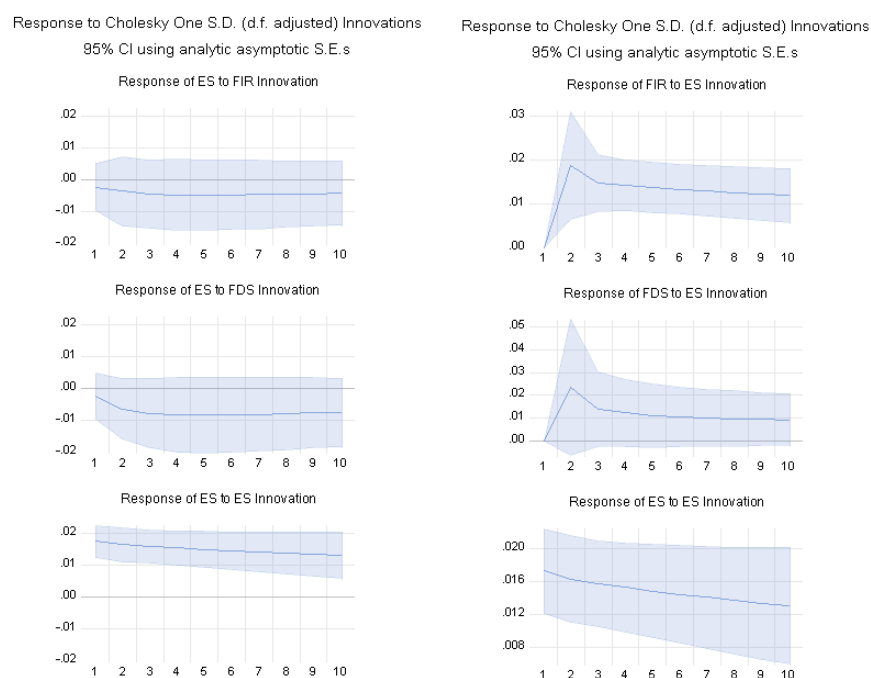 Response to Cholesky One S.D. (d.f. adjusted) Innovations
95% CI using analytic asymptotic S.E.s
Response of ES to FIR Innovation
.02
.01
.00
-.01
-.02
1 2 3 4 5 6 7 8 9 10
Response of ES to FDS Innovation
.02
.01
.00
-.01
-.02
1 2 3 4 5 6 7 8 9 10
Response of ES to ES Innovation
.02
.01
.00
-.01
-.02
1 2 3 4 5 6 7 8 9 10
Response to Cholesky One S.D. (d.f. adjusted) Innovations
95% CI using analytic asymptotic S.E.s
Response of FIR to ES Innovation
.03
.02
.01
.00
1 2 3 4 5 6 7 8 9 10
Response of FDS to ES Innovation
.05
.04
.03
.02
.01
.00
1 2 3 4 5 6 7 8 9 10
Response of ES to ES Innovation
.020
.016
.012
.008
1 2 3 4 5 6 7 8 9 10